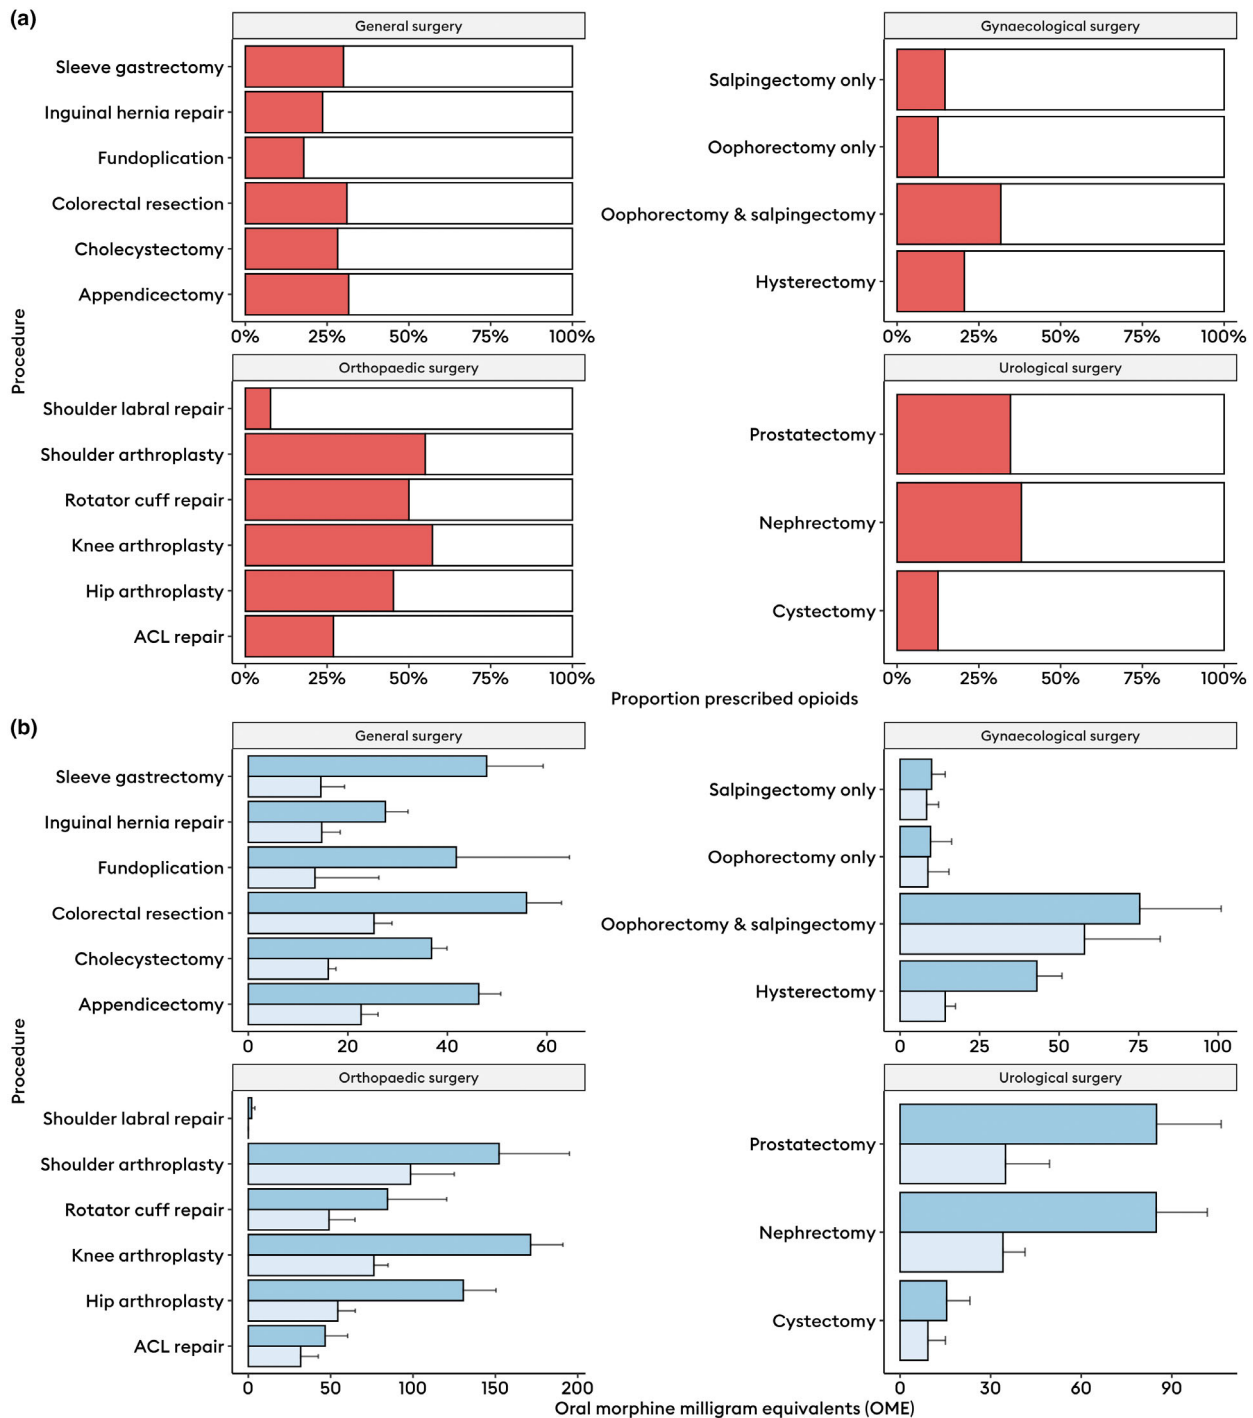 (a)
General surgery
Sleeve gastrectomy
Inguinal hernia repair
Fundoplication
Colorectal resection
Cholecystectomy
Appendicectomy
0% 25% 50% 75% 100%
Gynaecological surgery
Salpingectomy only
Oophorectomy only
Oophorectomy & salpingectomy
Hysterectomy
0% 25% 50% 75% 100%
Procedure
Orthopaedic surgery
Shoulder labral repair
Shoulder arthroplasty
Rotator cuff repair
Knee arthroplasty
Hip arthroplasty
ACL repair
0% 25% 50% 75% 100%
Urological surgery
Prostatectomy
Nephrectomy
Cystectomy
0% 25% 50% 75% 100%
Proportion prescribed opioids
(b)
General surgery
Sleeve gastrectomy
Inguinal hernia repair
Fundoplication
Colorectal resection
Cholecystectomy
Appendicectomy
0 20 40 60
Gynaecological surgery
Salpingectomy only
Oophorectomy only
Oophorectomy & salpingectomy
Hysterectomy
0 25 50 75 100
Procedure
Orthopaedic surgery
Shoulder labral repair
Shoulder arthroplasty
Rotator cuff repair
Knee arthroplasty
Hip arthroplasty
ACL repair
0 50 100 150 200
Urological surgery
Prostatectomy
Nephrectomy
Cystectomy
0 30 60 90
Oral morphine milligram equivalents (OME)